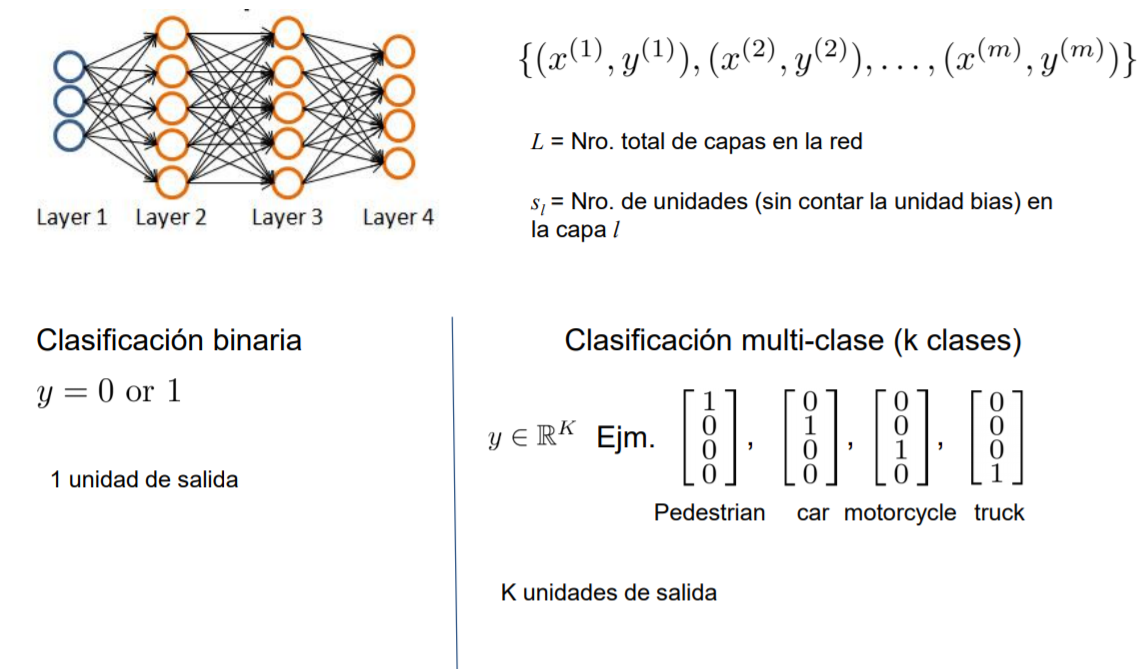 {(x^(1), y^(1)), (x^(2), y^(2)), ..., (x^(m), y^(m))}
L = Nro. total de capas en la red
s_l = Nro. de unidades (sin contar la unidad bias) en
la capa l
Layer 1 Layer 2 Layer 3 Layer 4
Clasificación binaria
y = 0 or 1
1 unidad de salida
Clasificación multi-clase (k clases)
y ∈ ℝ^K Ejm. [1 0 0 0], [0 1 0 0], [0 0 1 0], [0 0 0 1]
Pedestrian car motorcycle truck
K unidades de salida